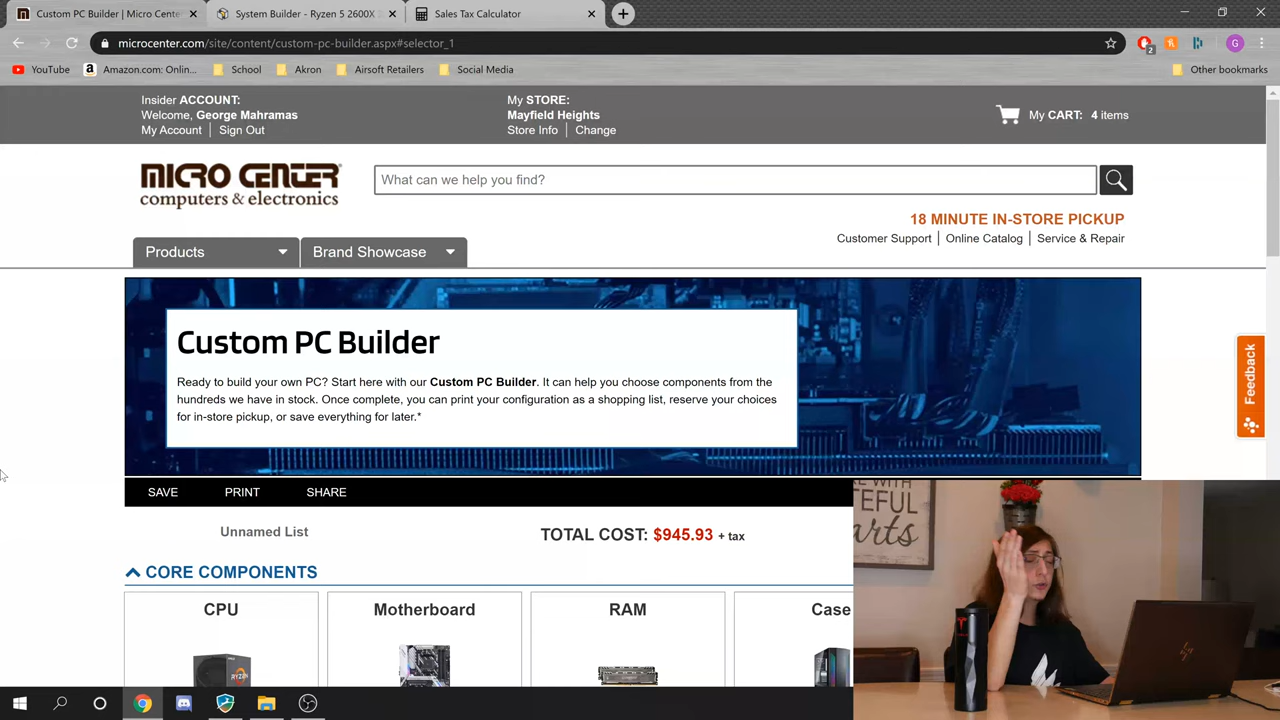 Custom PC Builder | Micro Cente
System Builder - Ryzen 5 2600X
Sales Tax Calculator
microcenter.com/site/content/custom-pc-builder.aspx#selector_1
2
G
YouTube
Amazon.com: Onlin...
School
Akron
Airsoft Retailers
Social Media
Other bookmarks
Insider ACCOUNT:
Welcome, George Mahramas
My Account | Sign Out
My STORE:
Mayfield Heights
Store Info | Change
My CART: 4 items
MICRO CENTER
computers & electronics
What can we help you find?
18 MINUTE IN-STORE PICKUP
Customer Support | Online Catalog | Service & Repair
Products
Brand Showcase
Custom PC Builder
Ready to build your own PC? Start here with our Custom PC Builder. It can help you choose components from the
hundreds we have in stock. Once complete, you can print your configuration as a shopping list, reserve your choices
for in-store pickup, or save everything for later.*
Feedback
SAVE
PRINT
SHARE
Unnamed List
TOTAL COST: $945.93 + tax
CORE COMPONENTS
CPU
Motherboard
RAM
Case
RYZEN